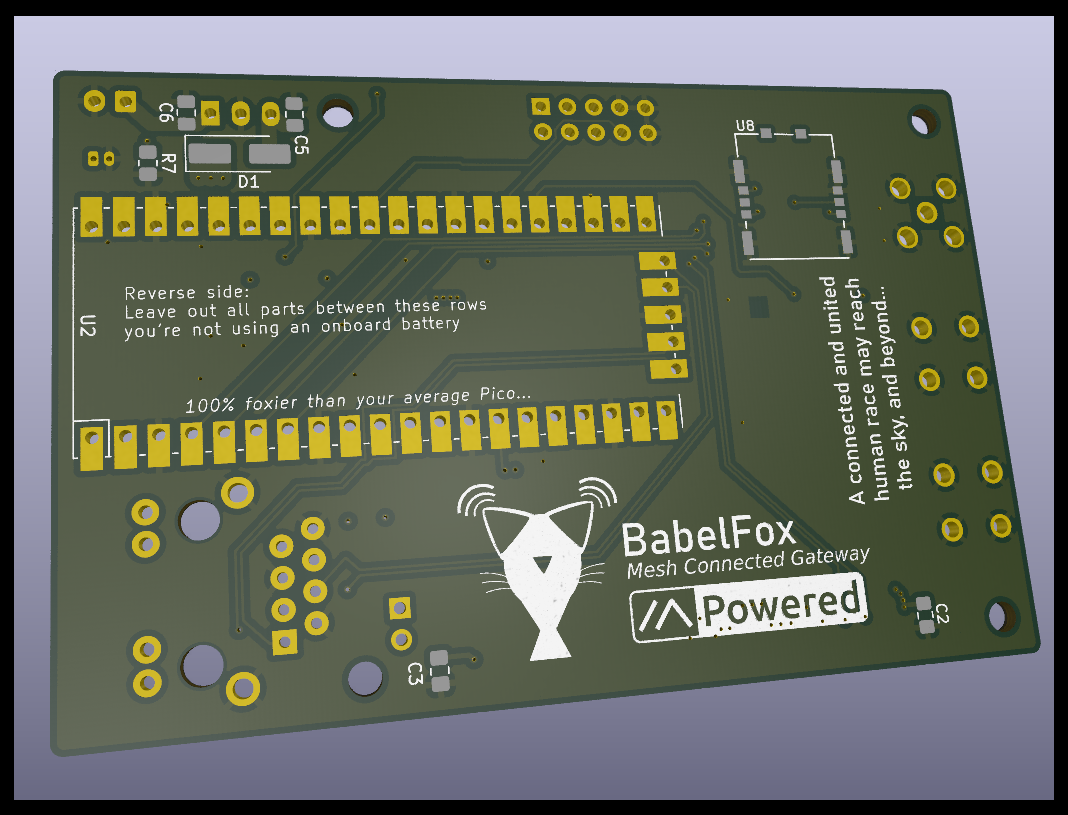 C6
C5
R7
D1
U8
U2
Reverse side:
Leave out all parts between these rows
you're not using an onboard battery
100% foxier than your average Pico...
A connected and united
human race may reach
the sky, and beyond...
BabelFox
Mesh Connected Gateway
Powered
C2
C3